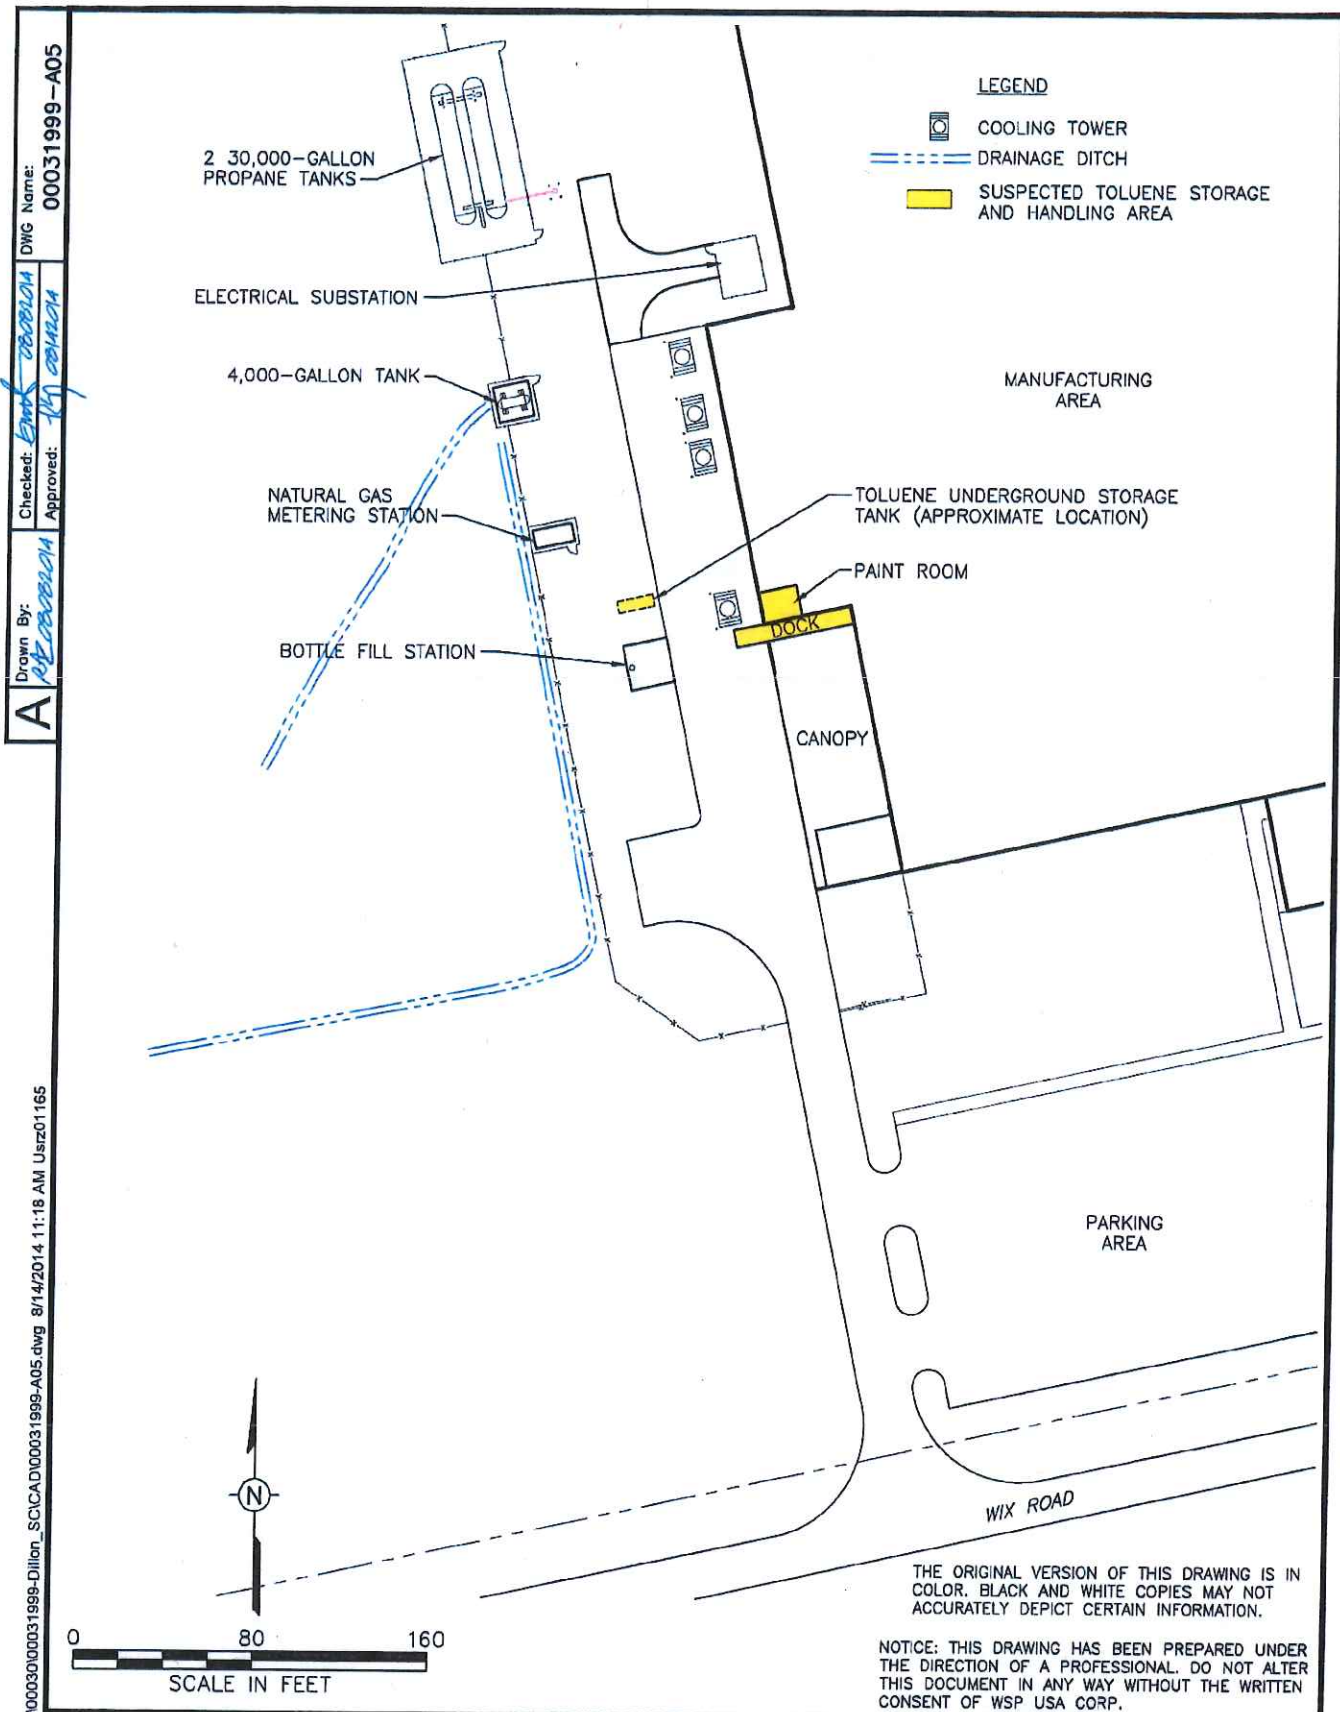 DWG Name:
00031999-A05
Checked:
08082014
Approved:
08142014
Drawn By:
08082014
A
LEGEND
COOLING TOWER
DRAINAGE DITCH
SUSPECTED TOLUENE STORAGE
AND HANDLING AREA
2 30,000-GALLON
PROPANE TANKS
ELECTRICAL SUBSTATION
4,000-GALLON TANK
MANUFACTURING
AREA
NATURAL GAS
METERING STATION
TOLUENE UNDERGROUND STORAGE
TANK (APPROXIMATE LOCATION)
PAINT ROOM
DOCK
BOTTLE FILL STATION
CANOPY
PARKING
AREA
N
WIX ROAD
0 80 160
SCALE IN FEET
THE ORIGINAL VERSION OF THIS DRAWING IS IN
COLOR. BLACK AND WHITE COPIES MAY NOT
ACCURATELY DEPICT CERTAIN INFORMATION.
NOTICE: THIS DRAWING HAS BEEN PREPARED UNDER
THE DIRECTION OF A PROFESSIONAL. DO NOT ALTER
THIS DOCUMENT IN ANY WAY WITHOUT THE WRITTEN
CONSENT OF WSP USA CORP.
\00030\00031999-Dillon_SC\CAD\00031999-A05.dwg 8/14/2014 11:18 AM Usrz01165